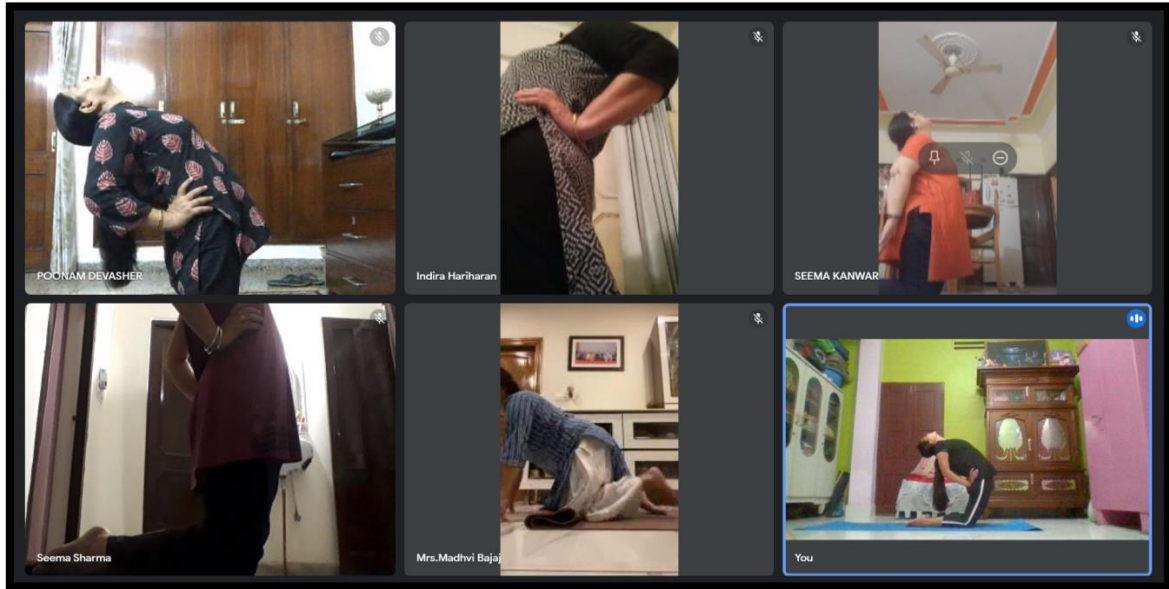 POONAM DEVASHER
Indira Hariharan
SEEMA KANWAR
Seema Sharma
Mrs.Madhvi Bajaj
You